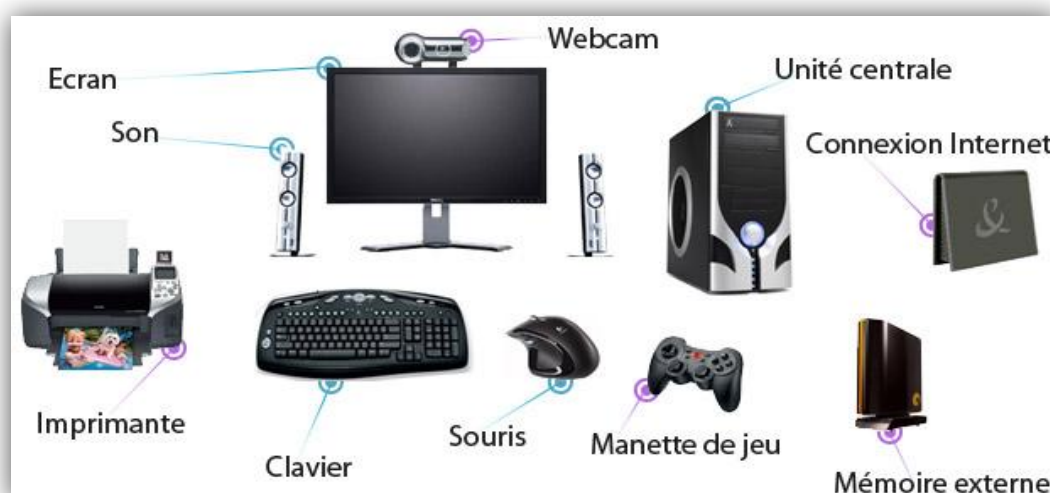 Webcam
Ecran
Unité centrale
Son
Connexion Internet
&
Imprimante
Clavier
Souris
Manette de jeu
Mémoire externe